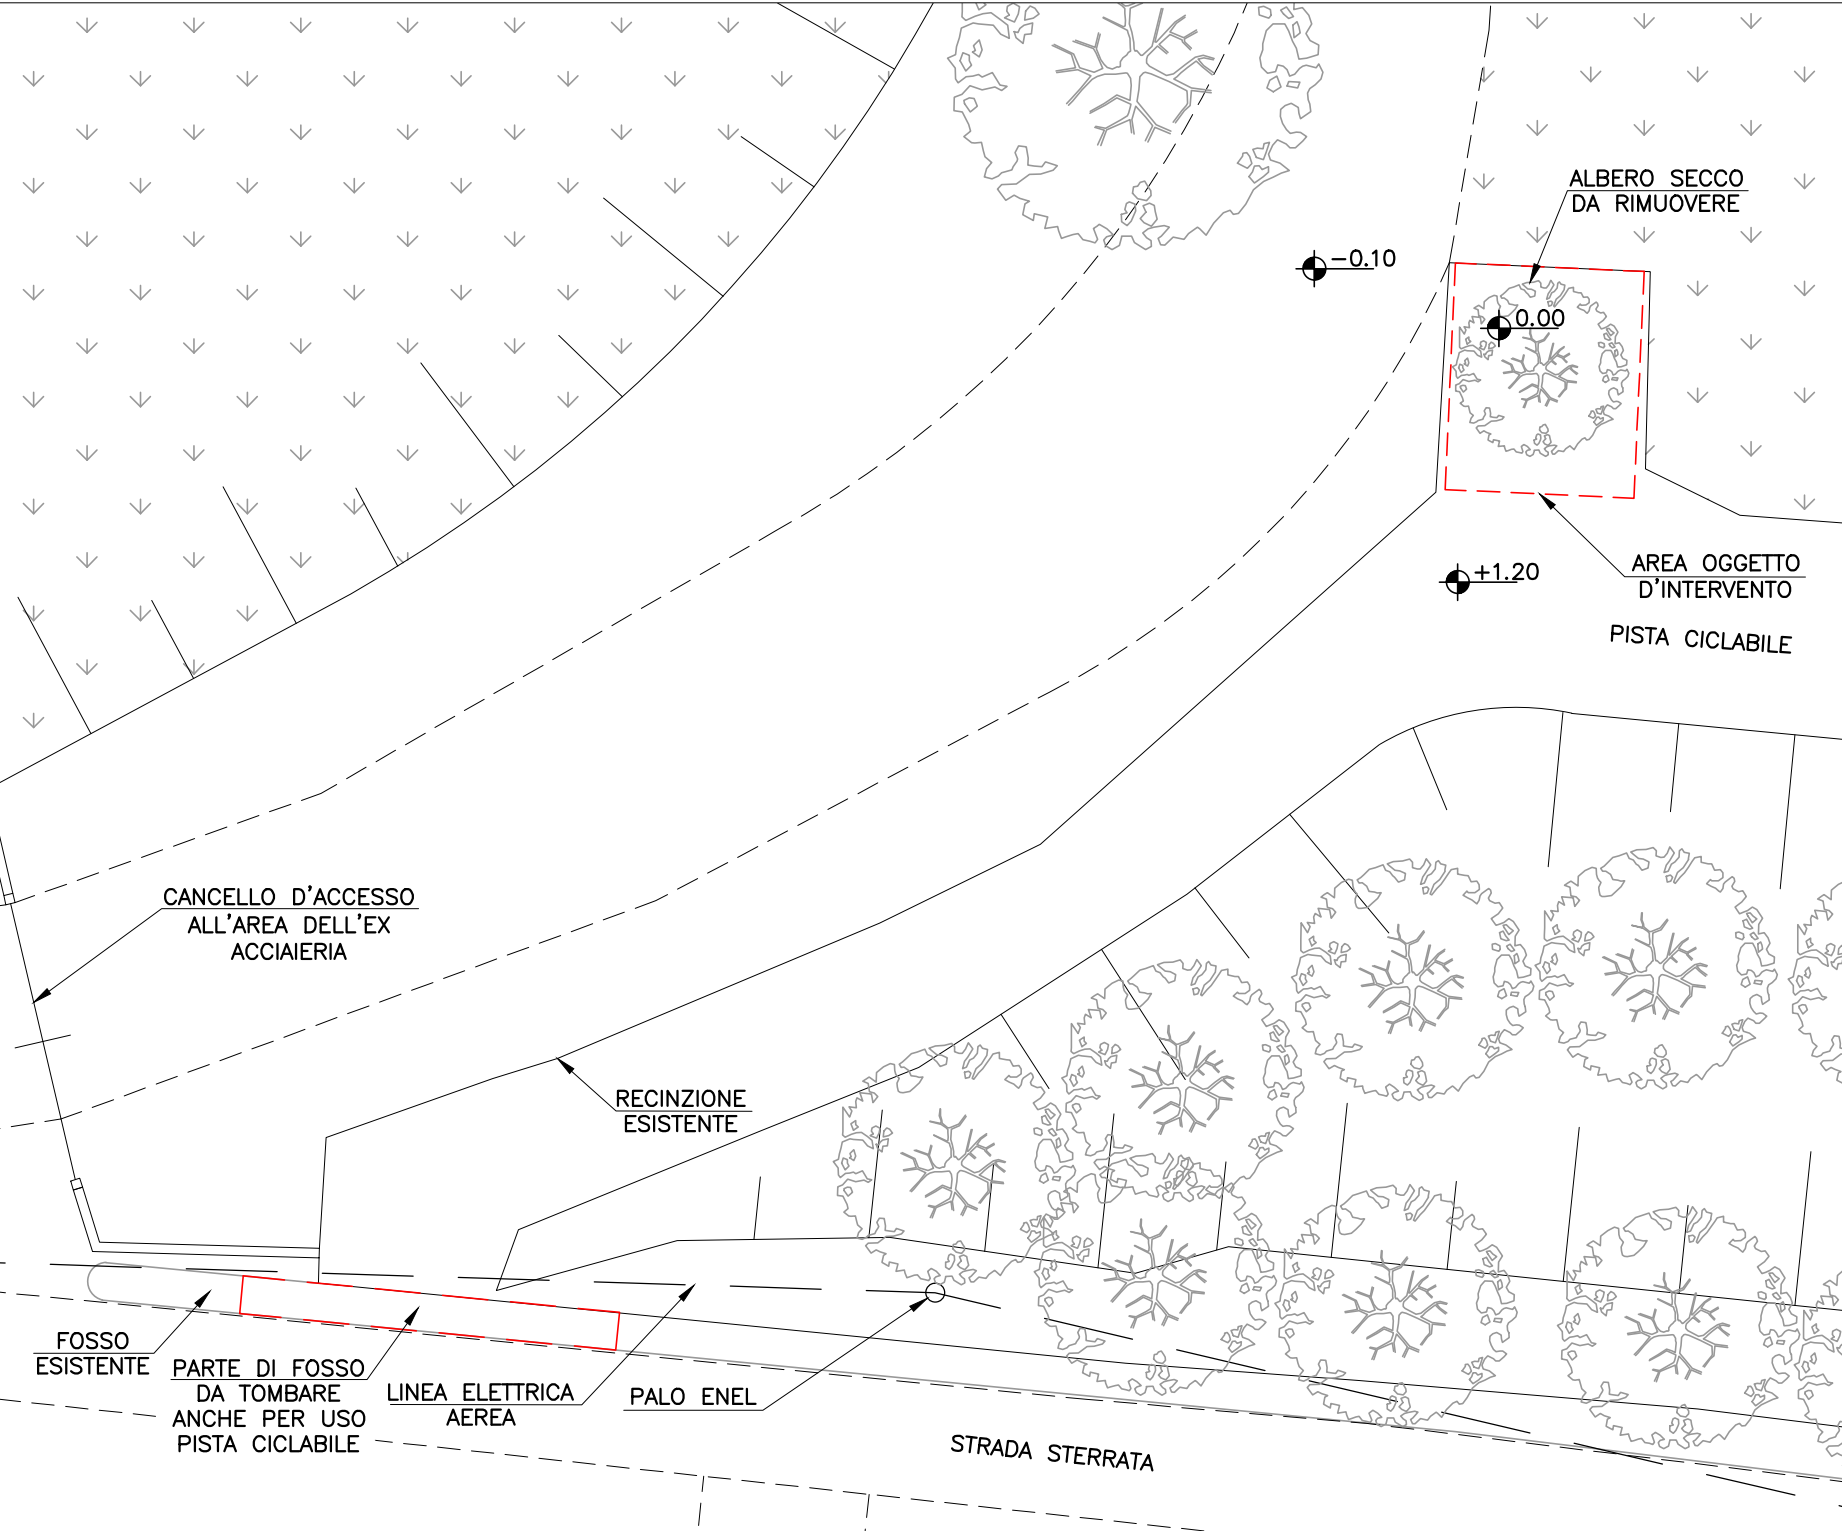 ALBERO SECCO
DA RIMUOVERE
-0.10
0.00
AREA OGGETTO
D'INTERVENTO
+1.20
PISTA CICLABILE
CANCELLO D'ACCESSO
ALL'AREA DELL'EX
ACCIAIERIA
RECINZIONE
ESISTENTE
FOSSO
ESISTENTE
PARTE DI FOSSO
DA TOMBARE
ANCHE PER USO
PISTA CICLABILE
LINEA ELETTRICA
AEREA
PALO ENEL
STRADA STERRATA